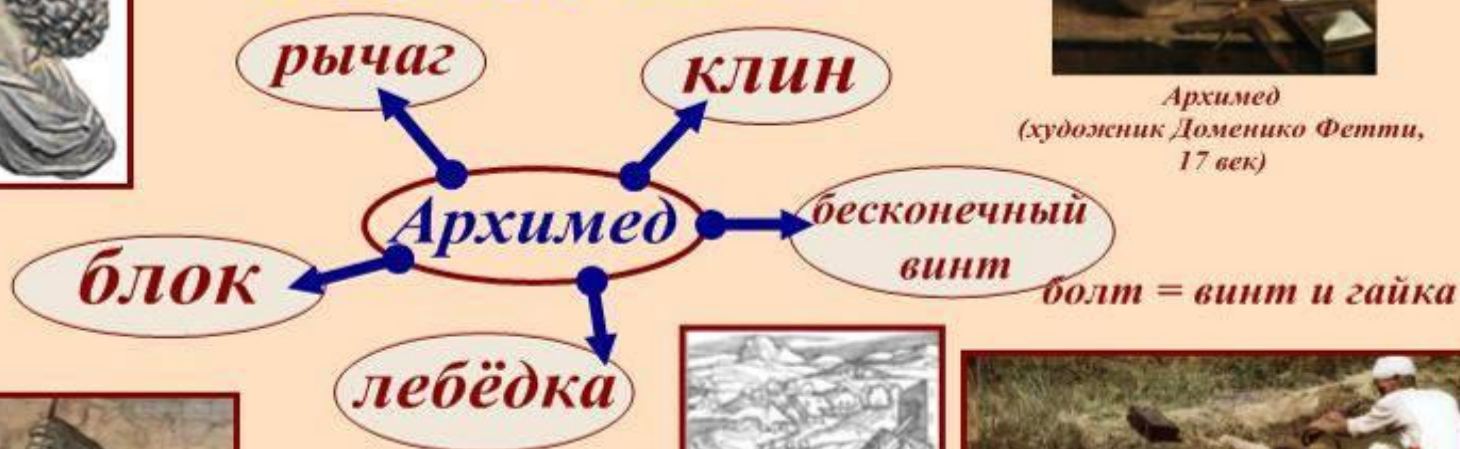 рычаг
клин
Архимед
(художник Доменико Фетти,
17 век)
Архимед
бесконечный
винт
блок
болт = винт и гайка
лебёдка